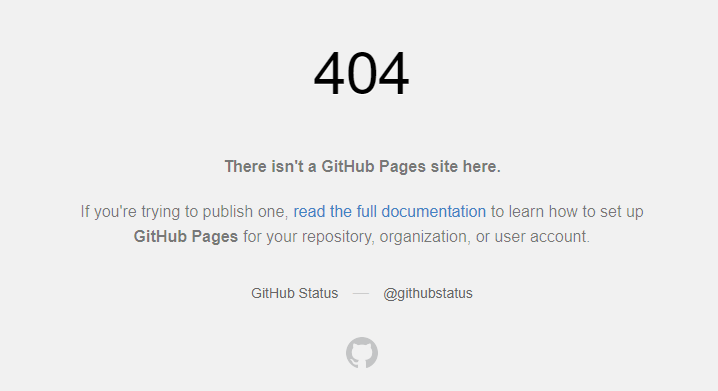 404
There isn't a GitHub Pages site here.
If you're trying to publish one, read the full documentation to learn how to set up
GitHub Pages for your repository, organization, or user account.
GitHub Status — @githubstatus